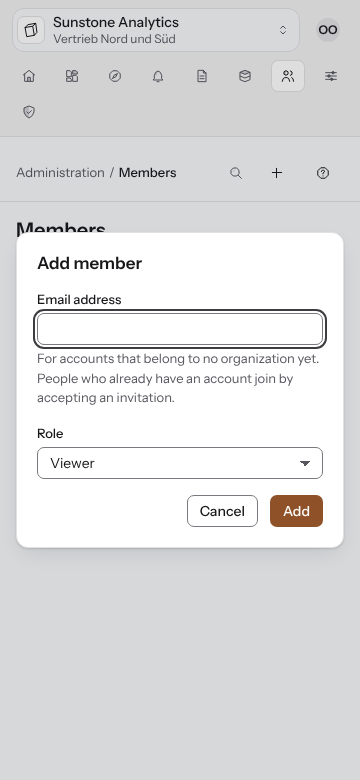 Sunstone Analytics
Vertrieb Nord und Süd
OO
Administration / Members
Members
Add member
Email address
For accounts that belong to no organization yet.
People who already have an account join by
accepting an invitation.
Role
Viewer
Cancel
Add